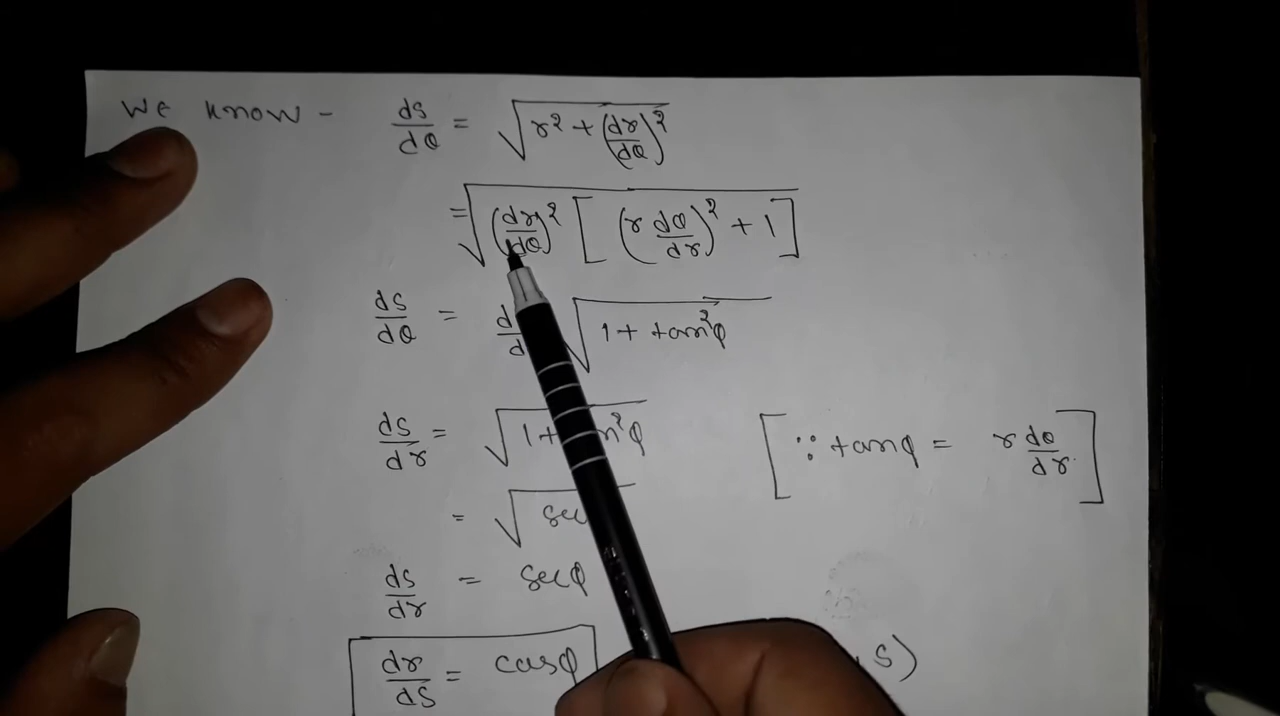 We know - ds/dθ = √(r² + (dr/dθ)²)
= √((dr/dθ)² [(r dθ/dr)² + 1])
ds/dθ = d √(1 + tan²φ)
ds/dr = √(1+ n²φ) [∵ tanφ = r dθ/dr]
= √sec
ds/dr = secφ
dr/ds = cosφ , s)